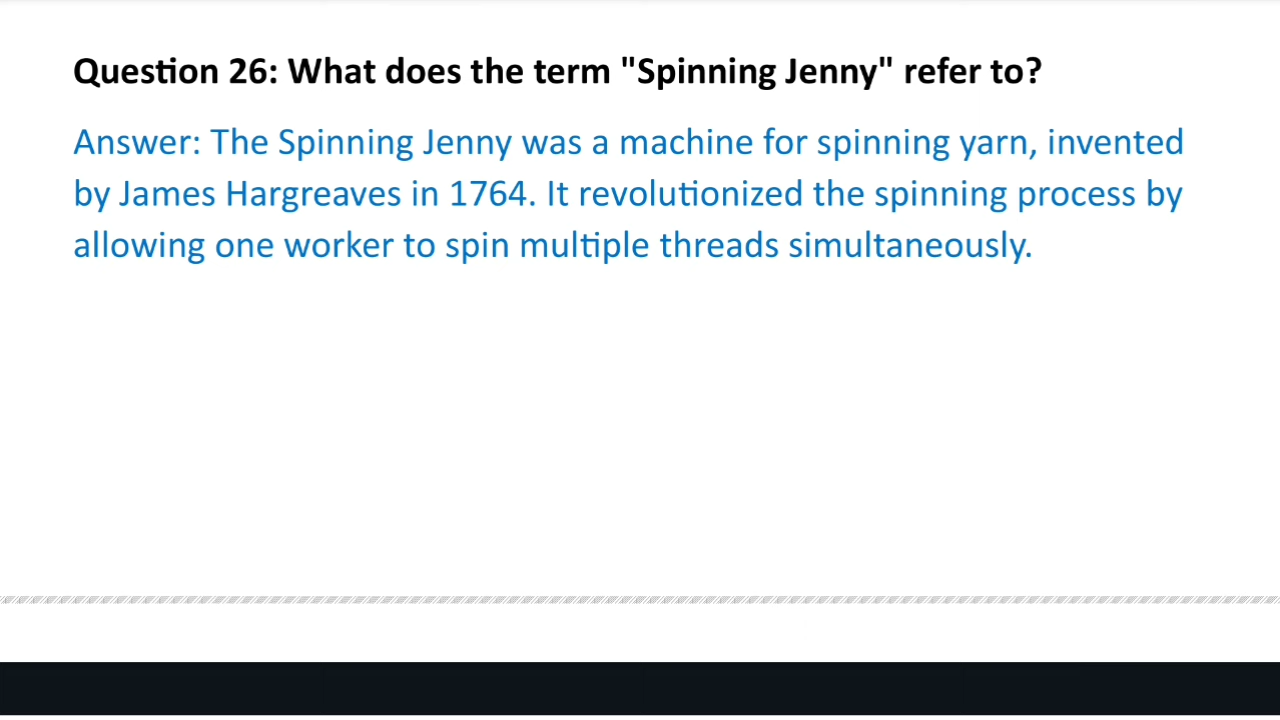 Question 26: What does the term "Spinning Jenny" refer to?
Answer: The Spinning Jenny was a machine for spinning yarn, invented
by James Hargreaves in 1764. It revolutionized the spinning process by
allowing one worker to spin multiple threads simultaneously.